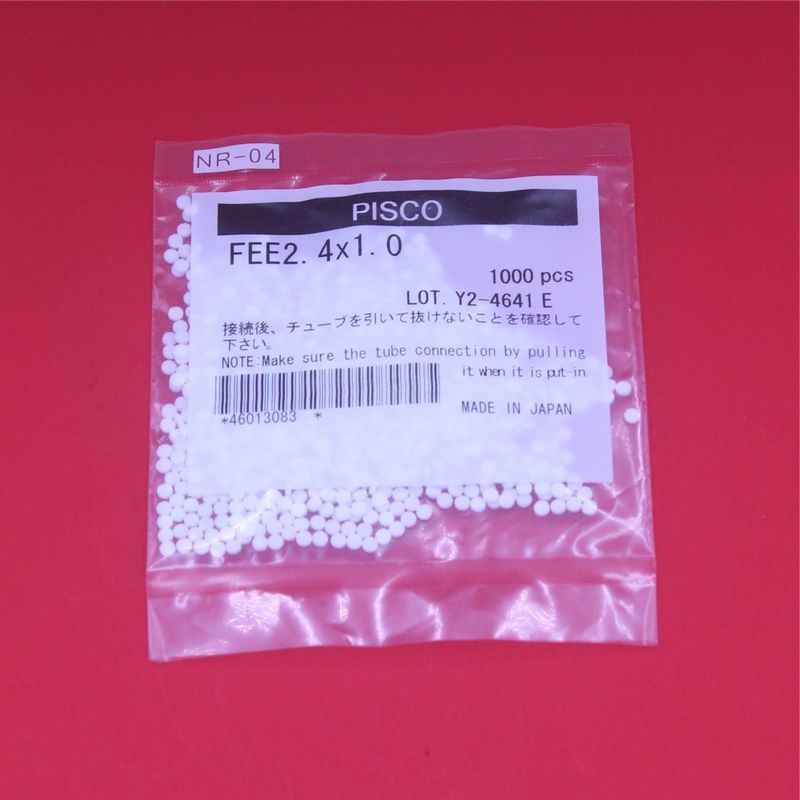 NR-04
PISCO
FEE2. 4x1.0
1000 pcs
LOT. Y2-4641 E
接続後、チューブを引いて抜けないことを確認して
下さい。
NOTE:Make sure the tube connection by pulling
it when it is put-in
*46013083 *
MADE IN JAPAN